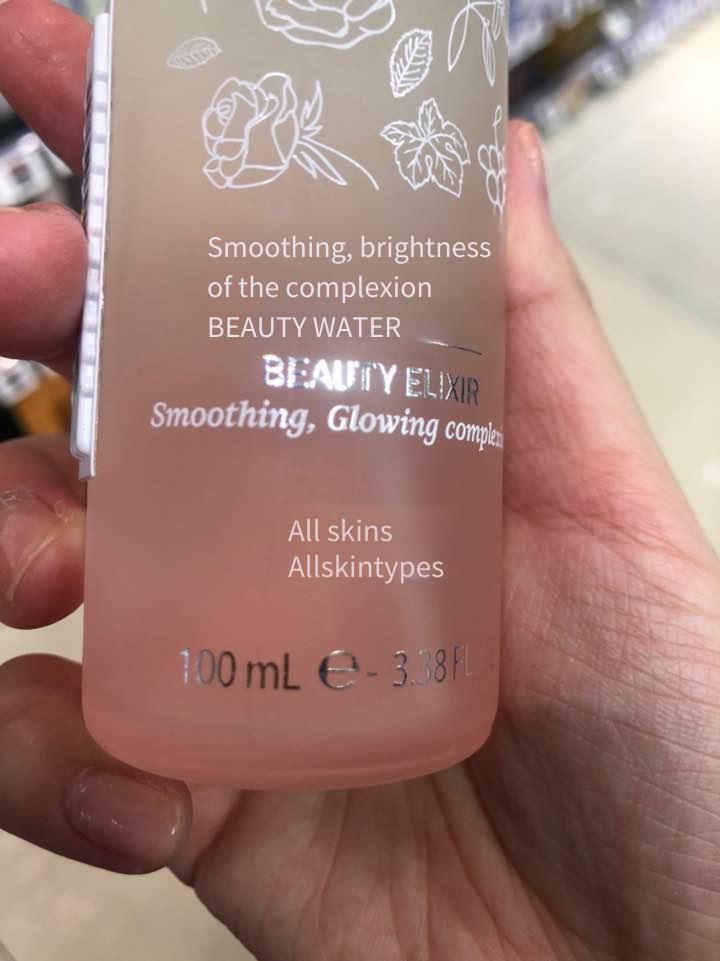 Smoothing, brightness
of the complexion
BEAUTY WATER
BEAUTY ELIXIR
Smoothing, Glowing
All skins
Allskintypes
100 mL ℮ - 3.38 FL